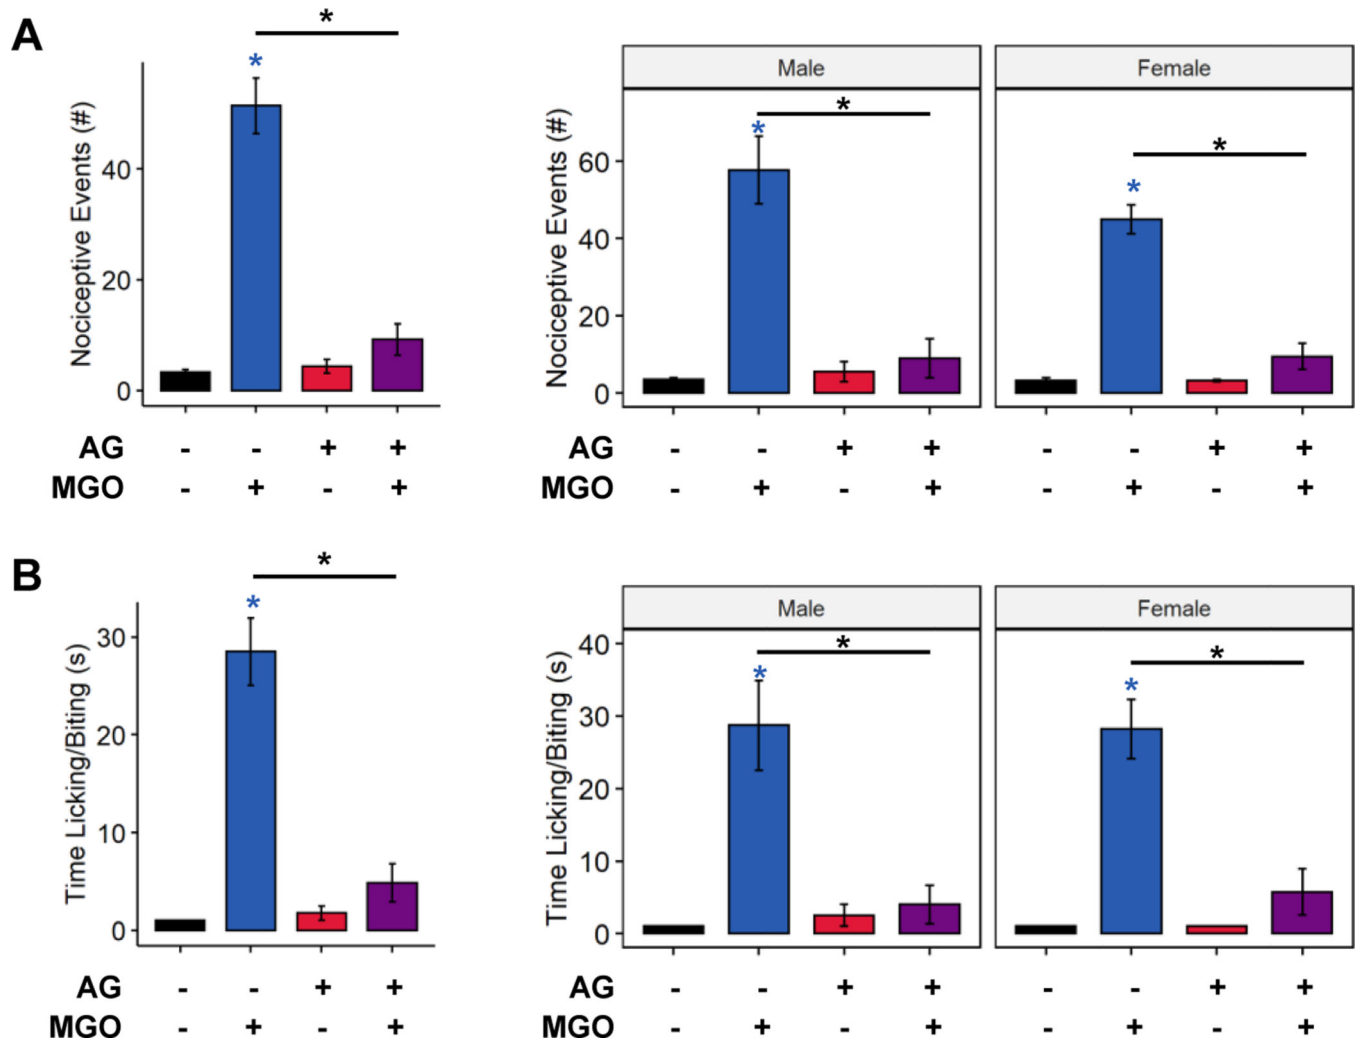 A
*
*
Nociceptive Events (#)
40
20
0
AG - - + +
MGO - + - +
Male
Female
*
*
*
*
Nociceptive Events (#)
60
40
20
0
AG - - + + - - + +
MGO - + - + - + - +
B
*
*
Time Licking/Biting (s)
30
20
10
0
AG - - + +
MGO - + - +
Male
Female
*
*
*
*
Time Licking/Biting (s)
40
30
20
10
0
AG - - + + - - + +
MGO - + - + - + - +